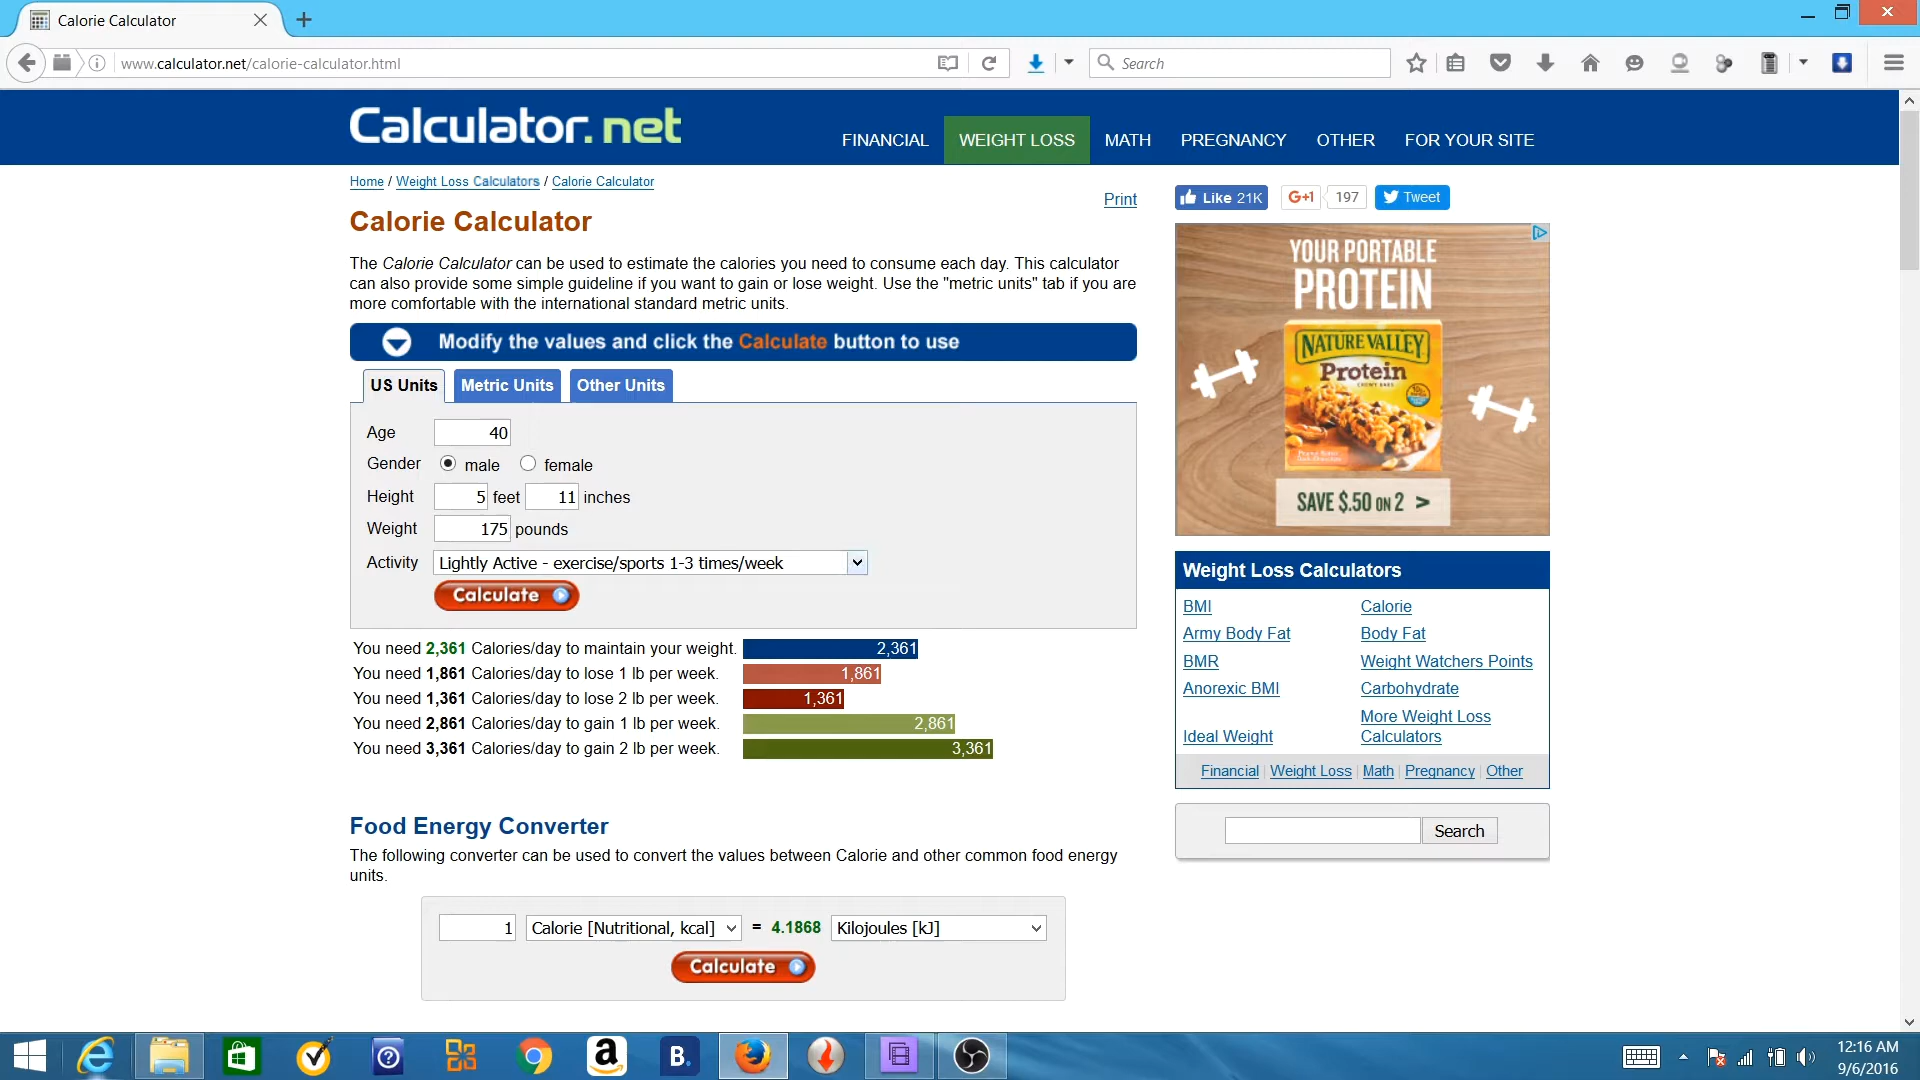 Calorie Calculator
www.calculator.net/calorie-calculator.html
Search
Calculator.net
FINANCIAL WEIGHT LOSS MATH PREGNANCY OTHER FOR YOUR SITE
Home / Weight Loss Calculators / Calorie Calculator
Print
Calorie Calculator
The Calorie Calculator can be used to estimate the calories you need to consume each day. This calculator
can also provide some simple guideline if you want to gain or lose weight. Use the "metric units" tab if you are
more comfortable with the international standard metric units.
Modify the values and click the Calculate button to use
US Units Metric Units Other Units
Age 40
Gender male female
Height 5 feet 11 inches
Weight 175 pounds
Activity Lightly Active - exercise/sports 1-3 times/week
Calculate
You need 2,361 Calories/day to maintain your weight. 2,361
You need 1,861 Calories/day to lose 1 lb per week. 1,861
You need 1,361 Calories/day to lose 2 lb per week. 1,361
You need 2,861 Calories/day to gain 1 lb per week. 2,861
You need 3,361 Calories/day to gain 2 lb per week. 3,361
Food Energy Converter
The following converter can be used to convert the values between Calorie and other common food energy
units.
1 Calorie [Nutritional, kcal] = 4.1868 Kilojoules [kJ]
Calculate
Like 21K G+1 197 Tweet
YOUR PORTABLE
PROTEIN
NATURE VALLEY
Protein
CHEWY BARS
SAVE $.50 ON 2 >
Weight Loss Calculators
BMI Calorie
Army Body Fat Body Fat
BMR Weight Watchers Points
Anorexic BMI Carbohydrate
Ideal Weight More Weight Loss
Calculators
Financial | Weight Loss | Math | Pregnancy | Other
Search
a
B.
12:16 AM
9/6/2016